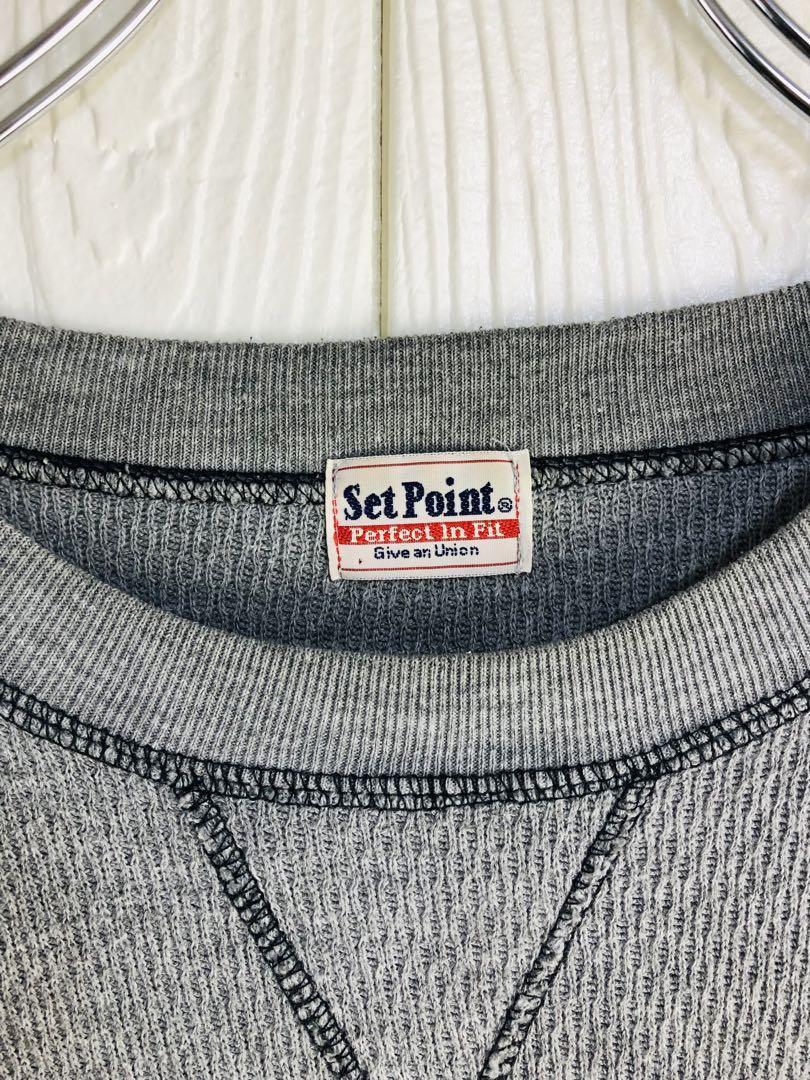 Set Point®
Perfect In Fit
Give an Union